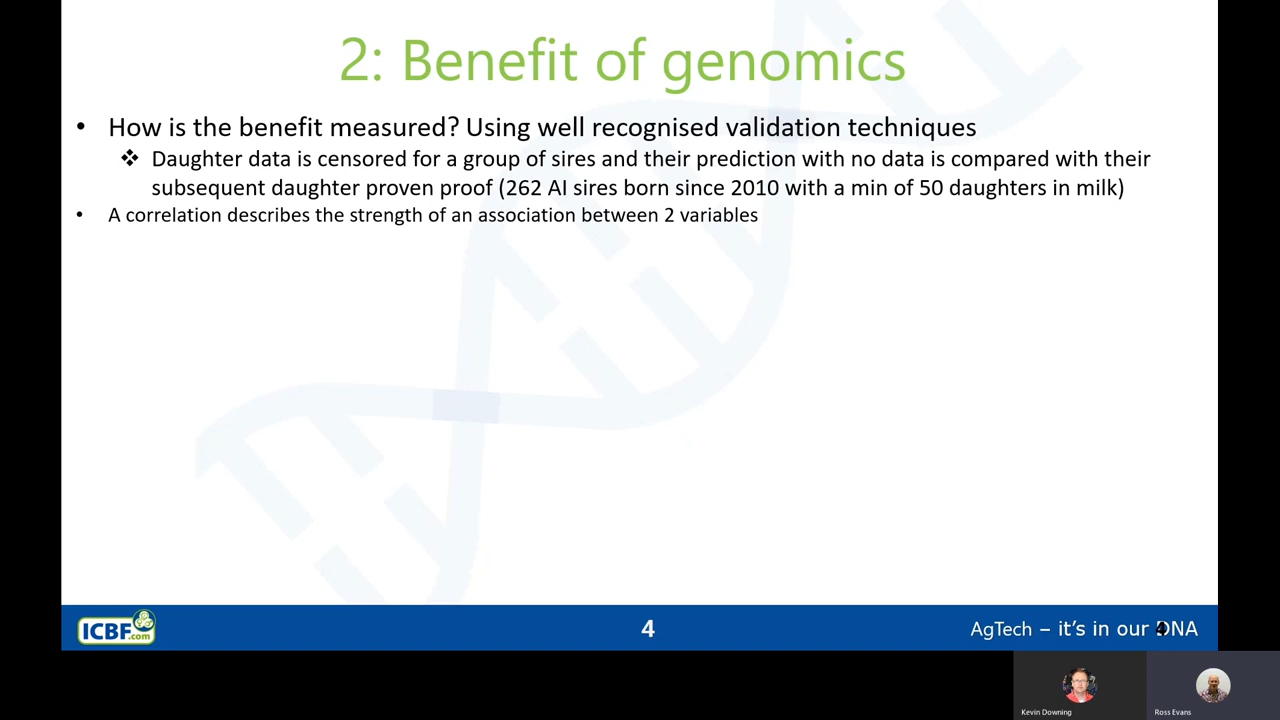 2: Benefit of genomics
• How is the benefit measured? Using well recognised validation techniques
❖ Daughter data is censored for a group of sires and their prediction with no data is compared with their
subsequent daughter proven proof (262 AI sires born since 2010 with a min of 50 daughters in milk)
• A correlation describes the strength of an association between 2 variables
ICBF.com
4
AgTech – it's in our DNA
4
Kevin Downing
Ross Evans